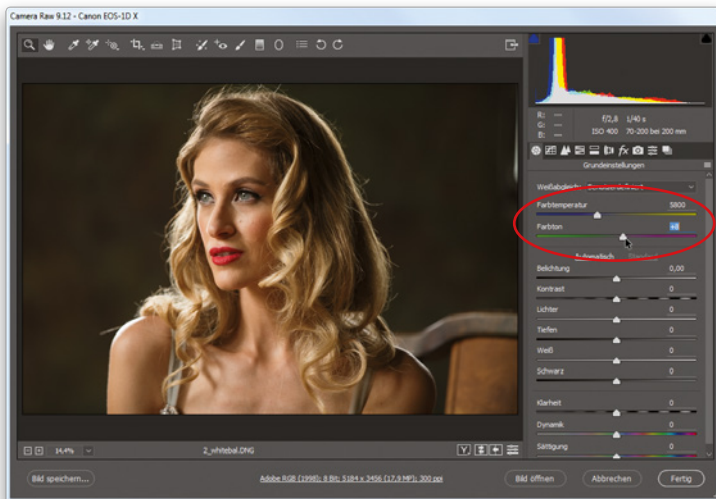 Camera Raw 9.12 - Canon EOS-1D X
R: ---
G: ---
B: ---
f/2,8 1/40 s
ISO 400 70-200 bei 200 mm
fx
Grundeinstellungen
Weißabgleich:
Farbtemperatur 5800
Farbton +8
Automatisch
Belichtung 0,00
Kontrast 0
Lichter 0
Tiefen 0
Weiß 0
Schwarz 0
Klarheit 0
Dynamik 0
Sättigung 0
14,4% 2_whitebal.DNG Y
Bild speichern... Adobe RGB (1998); 8 Bit; 5184 x 3456 (17,9 MP); 300 ppi Bild öffnen Abbrechen Fertig